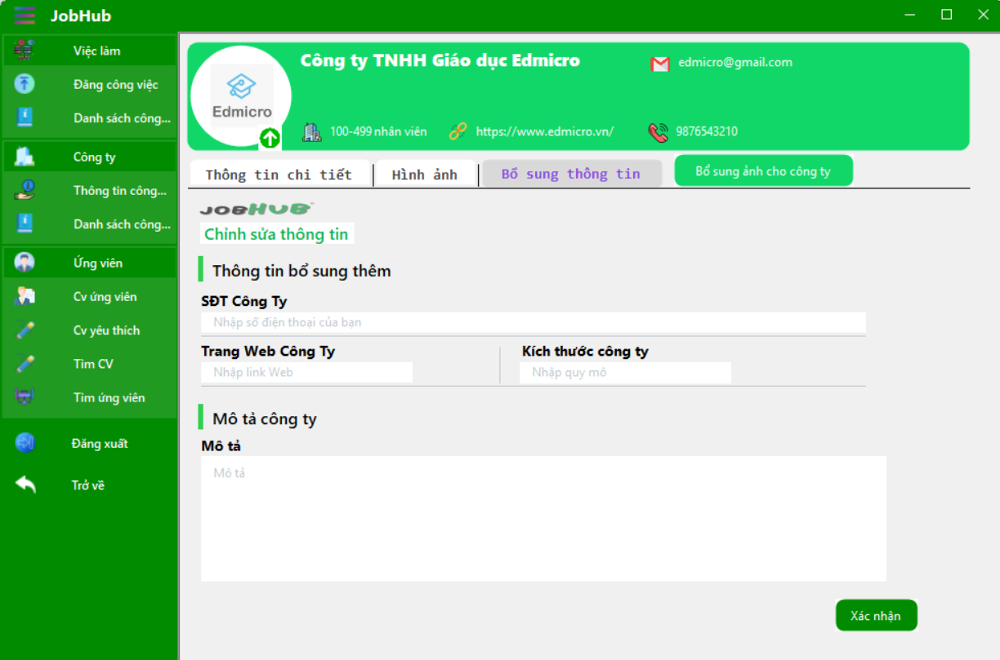 JobHub
Việc làm
Đăng công việc
Danh sách công...
Công ty
Thông tin công...
Danh sách công...
Ứng viên
Cv ứng viên
Cv yêu thích
Tìm CV
Tìm ứng viên
Đăng xuất
Trở về
Edmicro
Công ty TNHH Giáo dục Edmicro
edmicro@gmail.com
100-499 nhân viên
https://www.edmicro.vn/
9876543210
Thông tin chi tiết
Hình ảnh
Bổ sung thông tin
Bổ sung ảnh cho công ty
JOBHUB
Chỉnh sửa thông tin
Thông tin bổ sung thêm
SĐT Công Ty
Nhập số điện thoại của bạn
Trang Web Công Ty
Kích thước công ty
Nhập link Web
Nhập quy mô
Mô tả công ty
Mô tả
Mô tả
Xác nhận